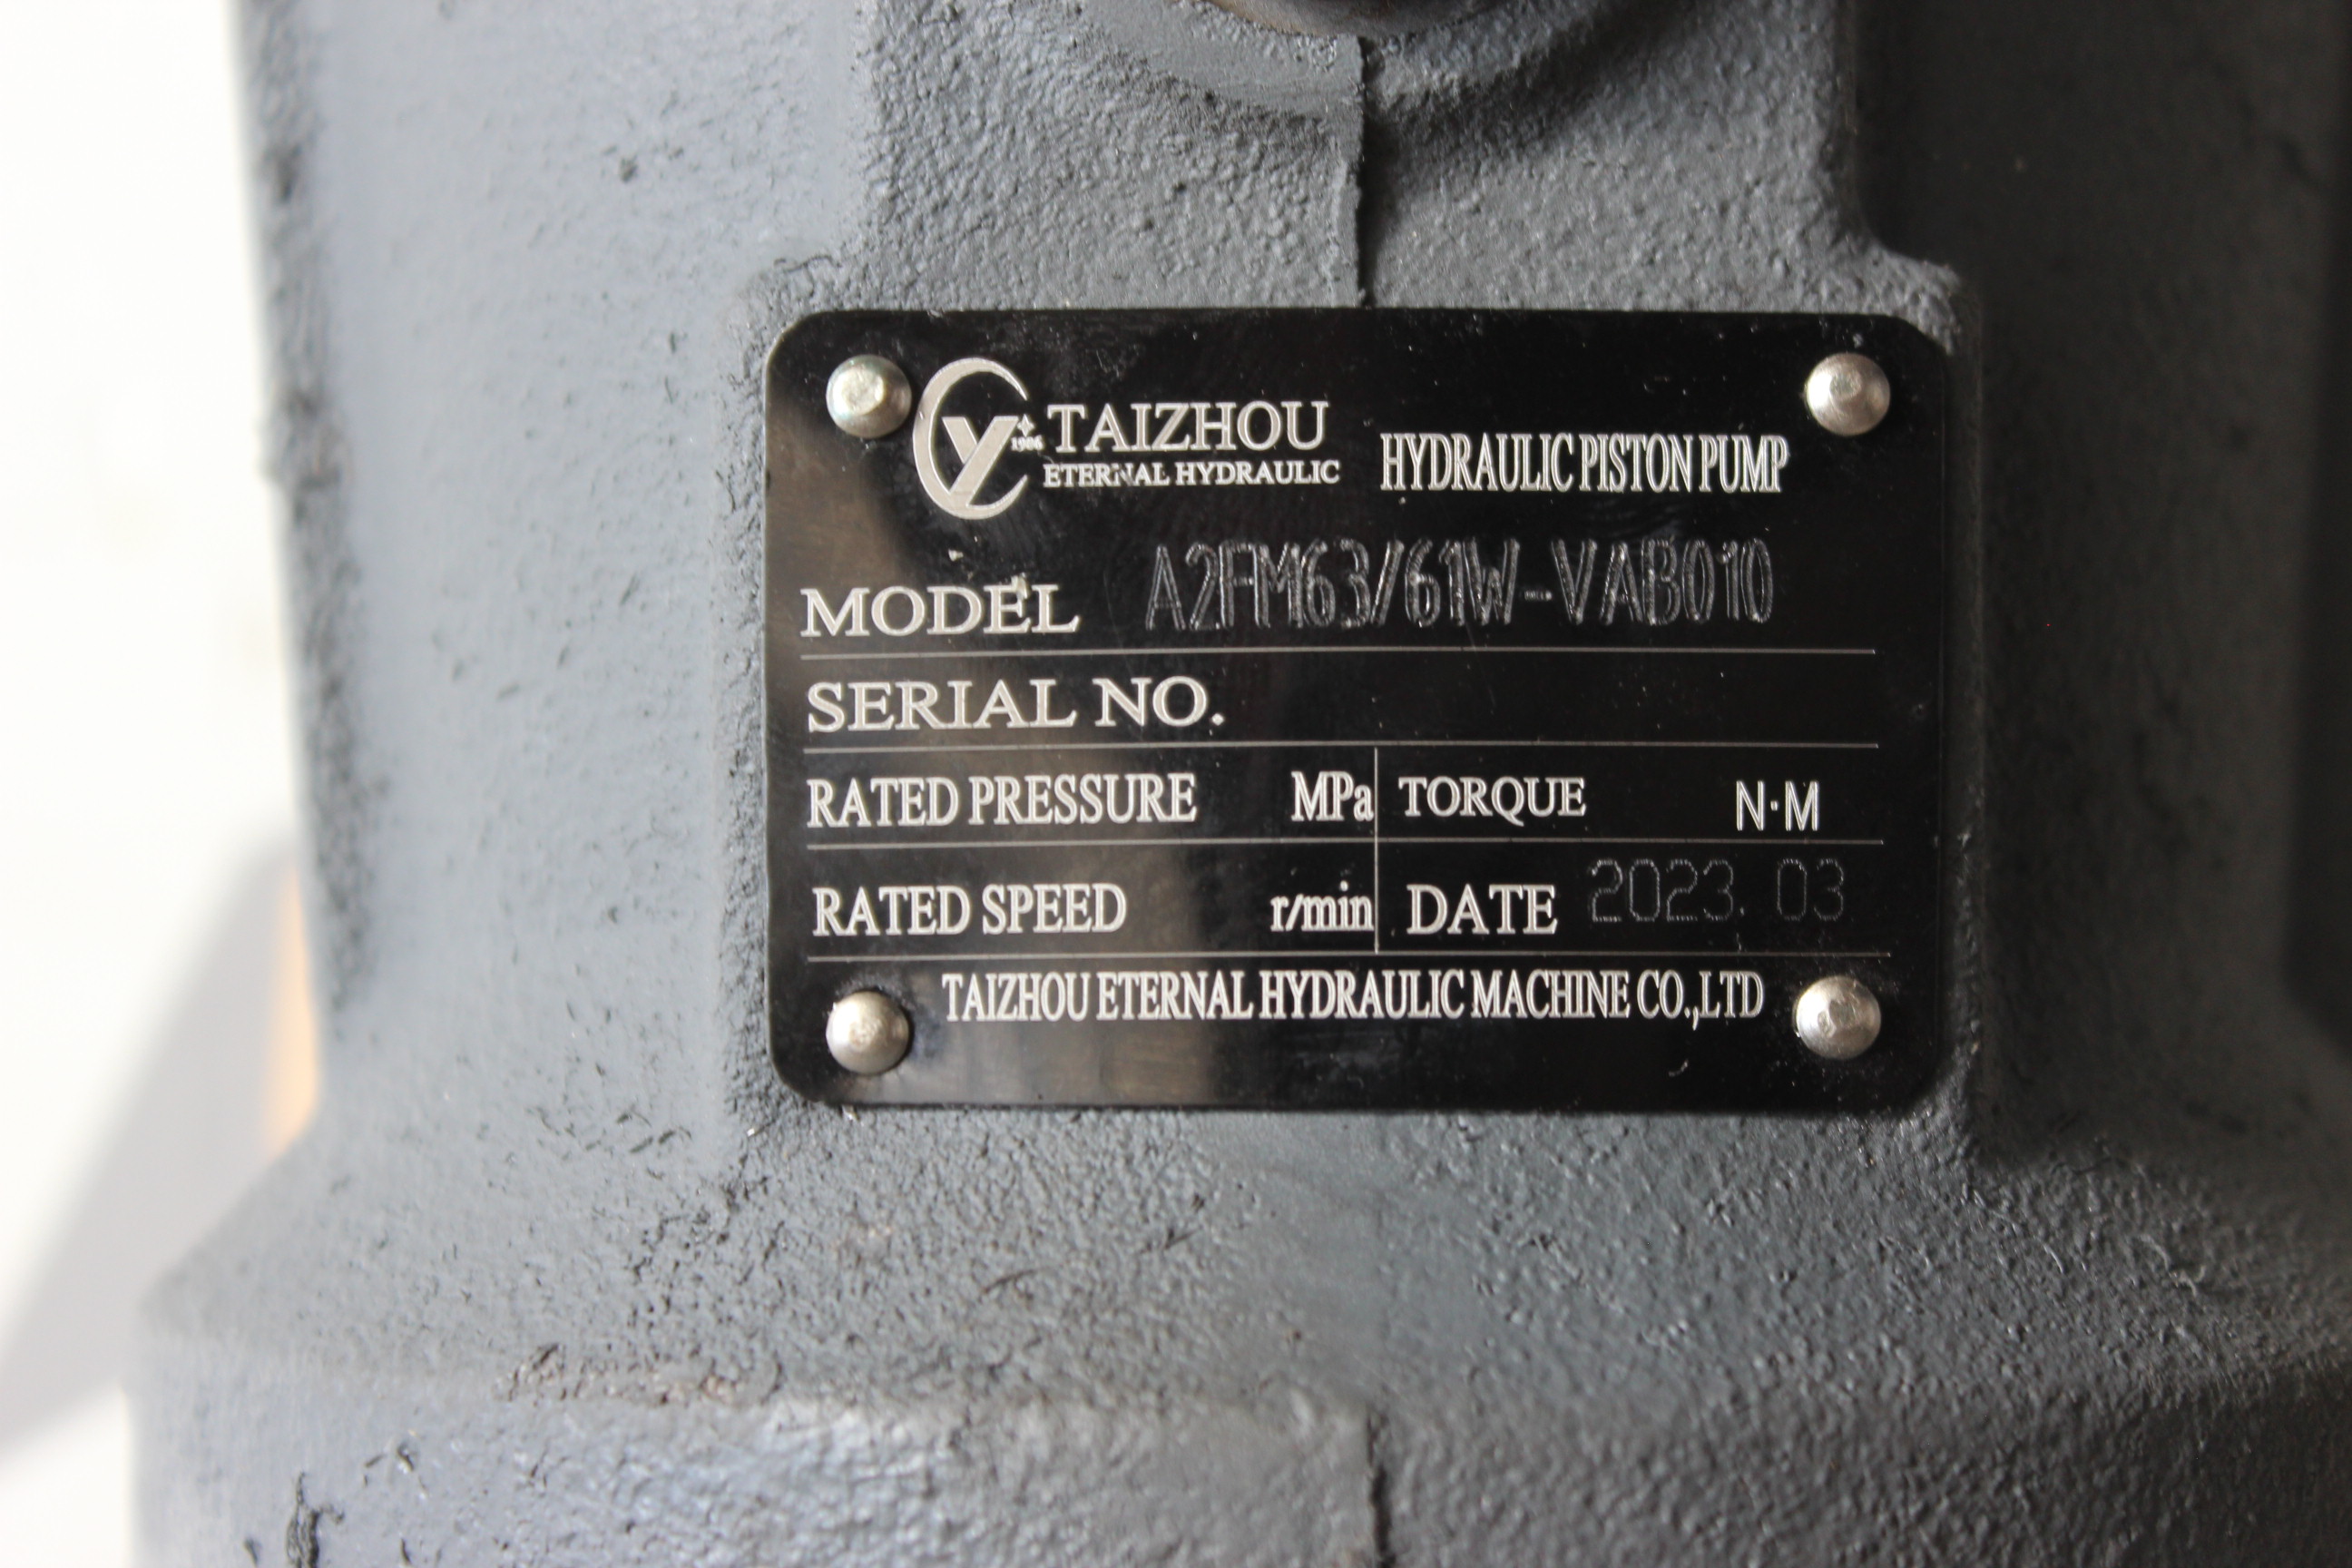 CY 1986 TAIZHOU
ETERNAL HYDRAULIC
HYDRAULIC PISTON PUMP
MODEL A2FM63/61W-VAB010
SERIAL NO.
RATED PRESSURE MPa TORQUE N·M
RATED SPEED r/min DATE 2023.03
TAIZHOU ETERNAL HYDRAULIC MACHINE CO.,LTD